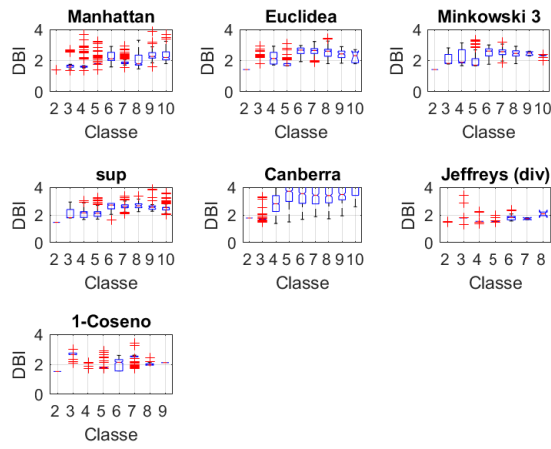 Manhattan
Euclidea
Minkowski 3
4
2
0
DBI
2 3 4 5 6 7 8 9 10
Classe
4
2
0
DBI
2 3 4 5 6 7 8 9 10
Classe
4
2
0
DBI
2 3 4 5 6 7 8 9 10
Classe
sup
Canberra
Jeffreys (div)
4
2
0
DBI
2 3 4 5 6 7 8 9 10
Classe
4
2
0
DBI
2 3 4 5 6 7 8 9 10
Classe
4
2
0
DBI
2 3 4 5 6 7 8
Classe
1-Coseno
4
2
0
DBI
2 3 4 5 6 7 8 9
Classe